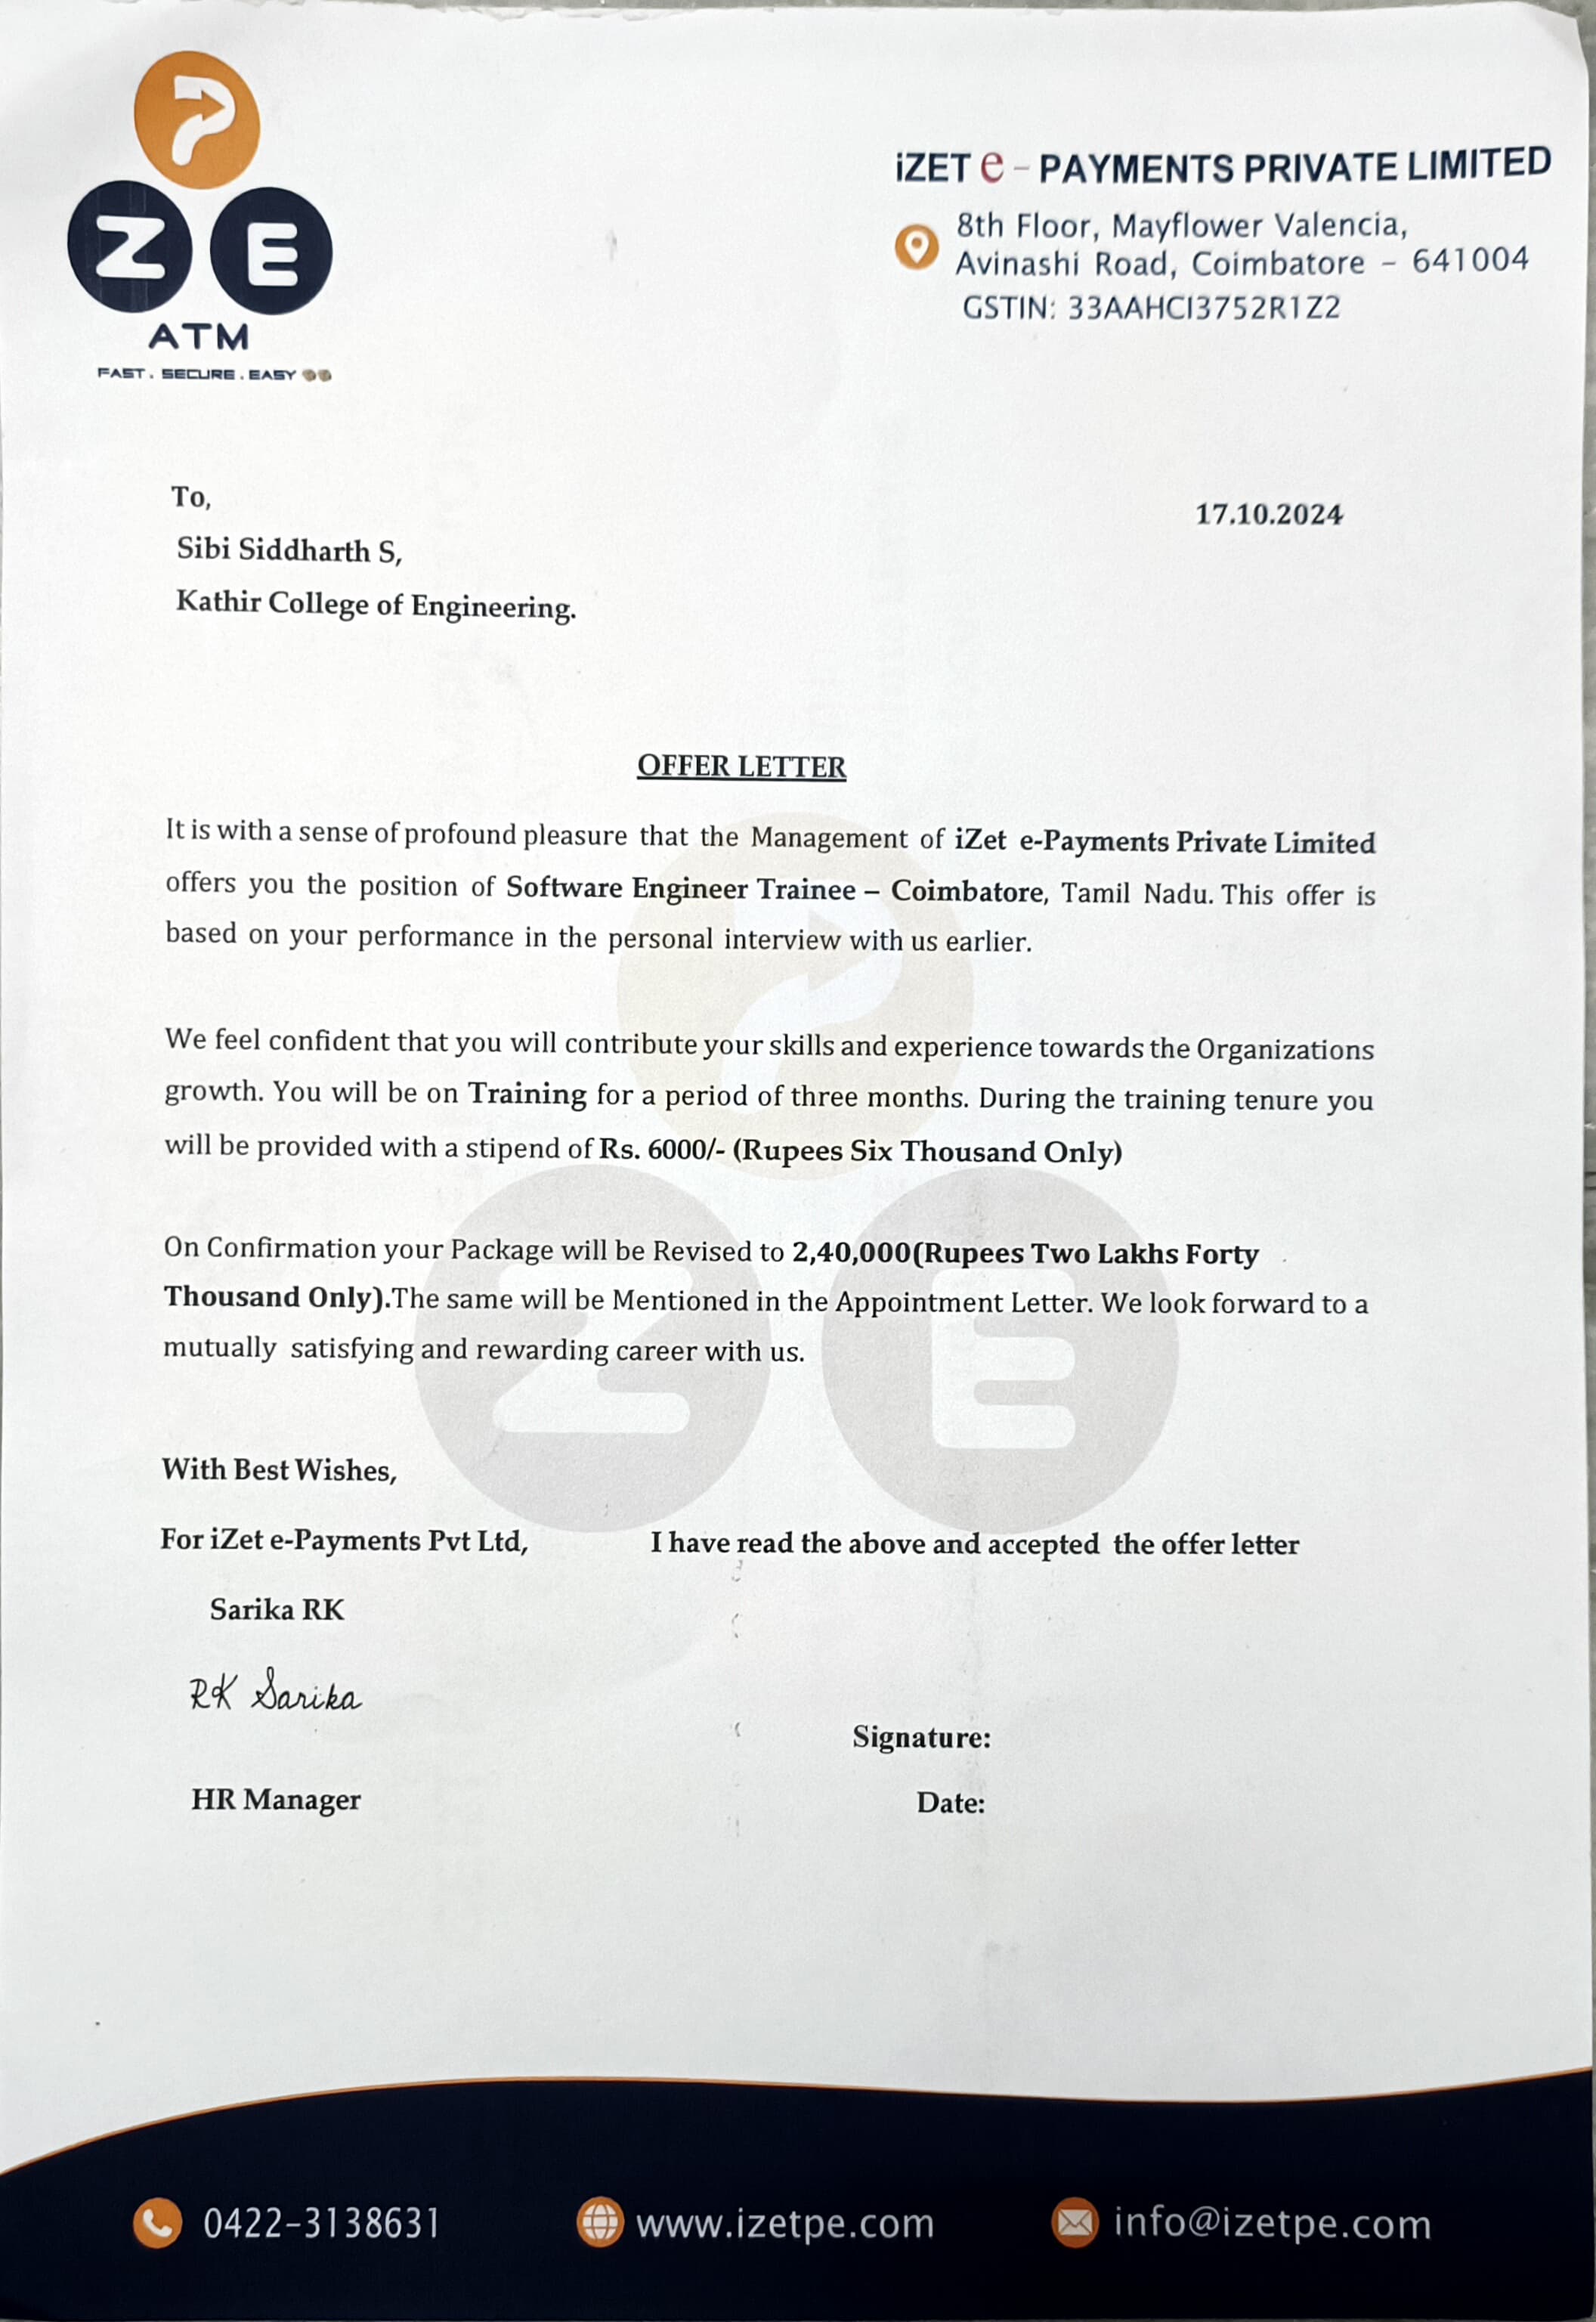 Z E
ATM
FAST . SECURE . EASY
iZET e - PAYMENTS PRIVATE LIMITED
8th Floor, Mayflower Valencia,
Avinashi Road, Coimbatore - 641004
GSTIN: 33AAHCI3752R1Z2
To,
17.10.2024
Sibi Siddharth S,
Kathir College of Engineering.
OFFER LETTER
It is with a sense of profound pleasure that the Management of iZet e-Payments Private Limited
offers you the position of Software Engineer Trainee – Coimbatore, Tamil Nadu. This offer is
based on your performance in the personal interview with us earlier.
We feel confident that you will contribute your skills and experience towards the Organizations
growth. You will be on Training for a period of three months. During the training tenure you
will be provided with a stipend of Rs. 6000/- (Rupees Six Thousand Only)
On Confirmation your Package will be Revised to 2,40,000(Rupees Two Lakhs Forty
Thousand Only).The same will be Mentioned in the Appointment Letter. We look forward to a
mutually satisfying and rewarding career with us.
With Best Wishes,
For iZet e-Payments Pvt Ltd,
I have read the above and accepted the offer letter
Sarika RK
RK Sarika
Signature:
HR Manager
Date:
0422-3138631
www.izetpe.com
info@izetpe.com